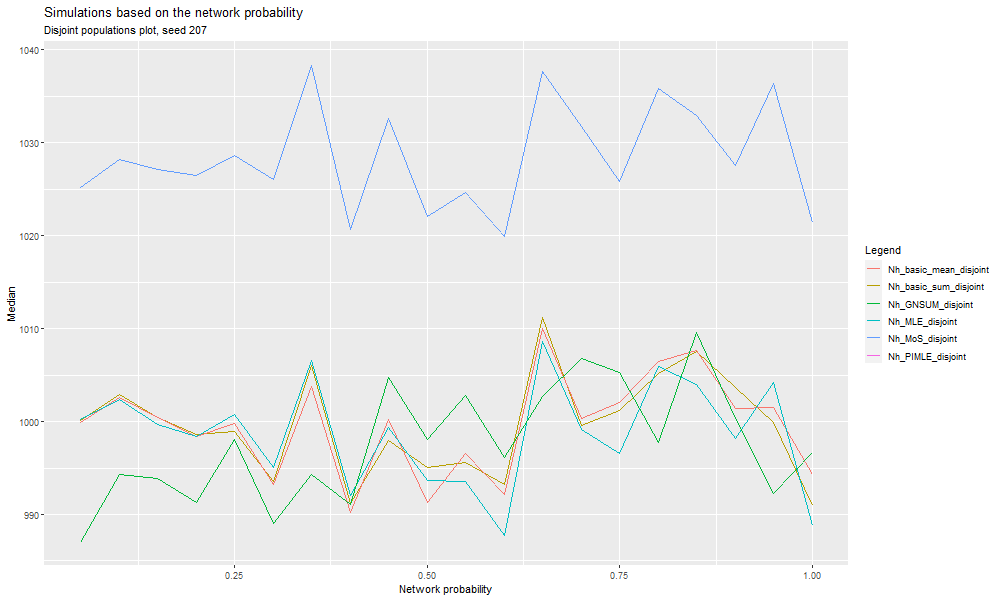 Simulations based on the network probability
Disjoint populations plot, seed 207
1040
1030
1020
1010
1000
990
Median
0.25
0.50
0.75
1.00
Network probability
Legend
Nh_basic_mean_disjoint
Nh_basic_sum_disjoint
Nh_GNSUM_disjoint
Nh_MLE_disjoint
Nh_MoS_disjoint
Nh_PIMLE_disjoint